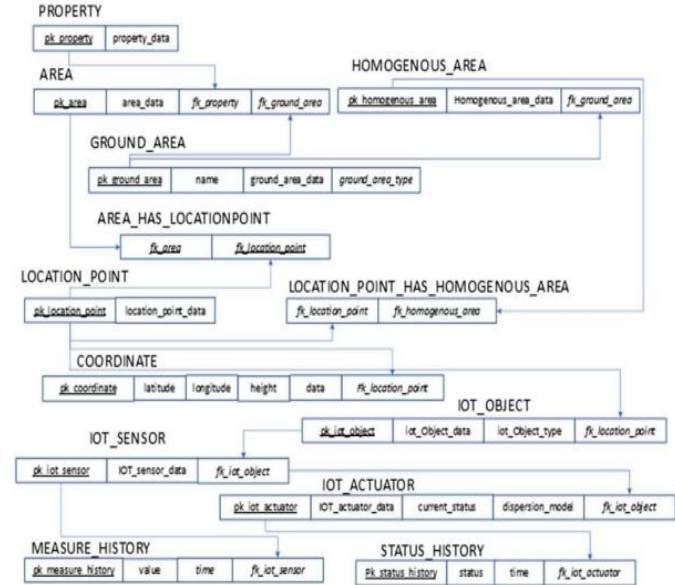 PROPERTY
pk_property property_data
AREA
HOMOGENOUS_AREA
pk_area area_data fk_property fk_ground_area
pk_homogenous_area Homogenous_area_data fk_ground_area
GROUND_AREA
pk_ground_area name ground_area_data ground_area_type
AREA_HAS_LOCATIONPOINT
fk_area fk_location_point
LOCATION_POINT
LOCATION_POINT_HAS_HOMOGENOUS_AREA
pk_location_point location_point_data
fk_location_point fk_homogenous_area
COORDINATE
pk_coordinate latitude longitude height data fk_location_point
IOT_OBJECT
pk_iot_object iot_Object_data iot_Object_type fk_location_point
IOT_SENSOR
pk_iot_sensor IOT_sensor_data fk_iot_object
IOT_ACTUATOR
pk_iot_actuator IOT_actuator_data current_status dispersion_model fk_iot_object
MEASURE_HISTORY
STATUS_HISTORY
pk_measure_history value time fk_iot_sensor
Pk_status_history status time fk_iot_actuator